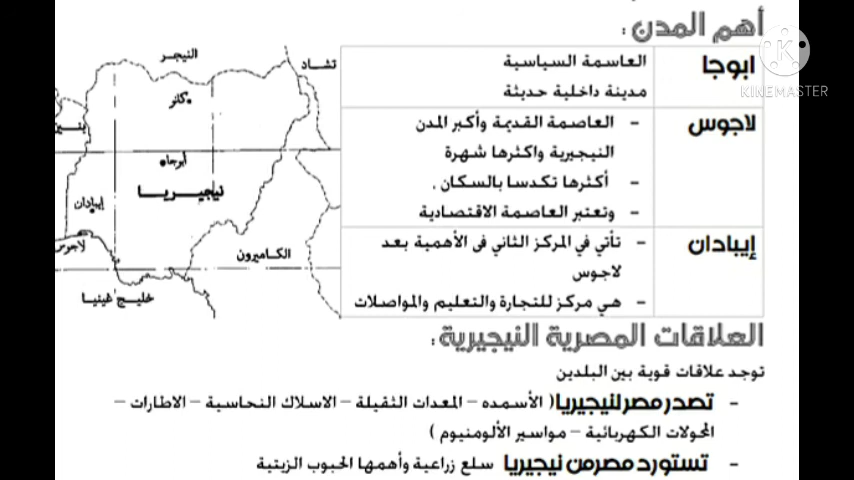 أهم المدن :
KINEMASTER
ابوجا
العاسمة السياسية
مدينة داخلية حديثة
لاجوس
- العاصمة القديمة وأكبر المدن
النيجيرية واكثرها شهرة
- أكثرها تكدسا بالسكان .
- وتعتبر العاصمة الاقتصادية
إيبادان
- تأتي في المركز الثاني فى الأهمية بعد
لاجوس
- هي مركز للتجارة والتعليم والمواصلات
النيجر
تشاد
كانو
بنين
أبوجا
نيجيريا
إيبادان
لاجوس
الكاميرون
خليج غينيا
العلاقات المصرية النيجيرية :
توجد علاقات قوية بين البلدين
- تصدر مصر لنيجيريا ( الأسمده – المعدات الثقيلة – الاسلاك النحاسية – الاطارات –
المحولات الكهربائية – مواسير الألومنيوم )
- تستورد مصر من نيجيريا سلع زراعية وأهمها الحبوب الزيتية